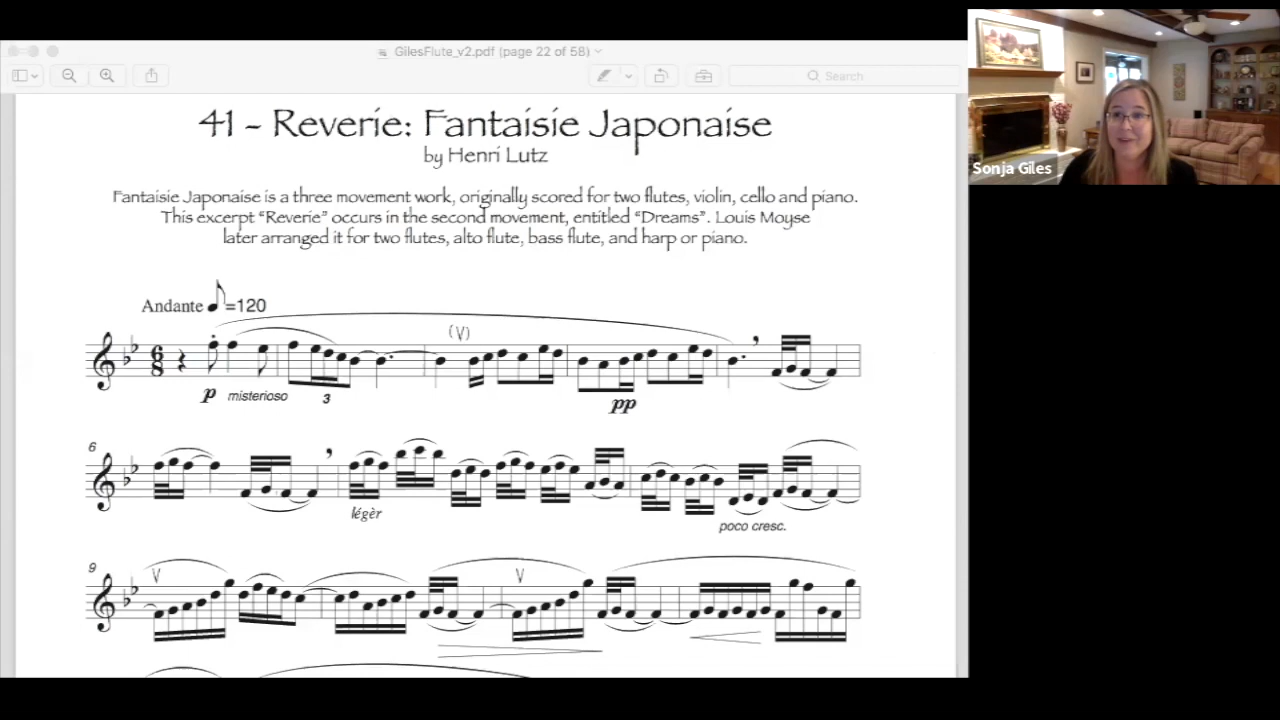 GilesFlute_v2.pdf (page 22 of 58)
Search
Sonja Giles
41 - Reverie: Fantaisie Japonaise
by Henri Lutz
Fantaisie Japonaise is a three movement work, originally scored for two flutes, violin, cello and piano.
This excerpt “Reverie” occurs in the second movement, entitled “Dreams”. Louis Moyse
later arranged it for two flutes, alto flute, bass flute, and harp or piano.
Andante =120
(V)
6 8
p misterioso 3 pp
6
légèr
poco cresc.
9
V V